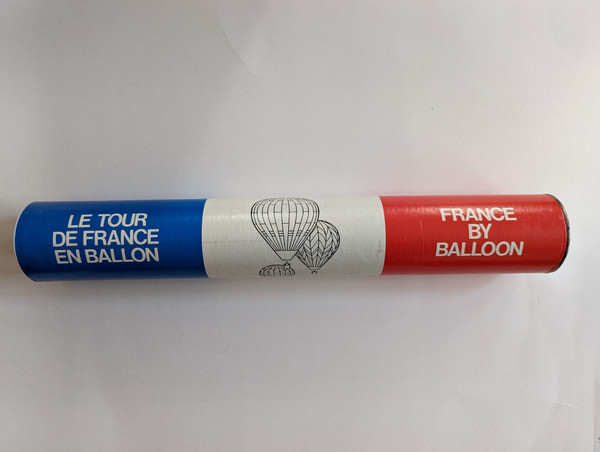 LE TOUR
DE FRANCE
EN BALLON
FRANCE
BY
BALLOON